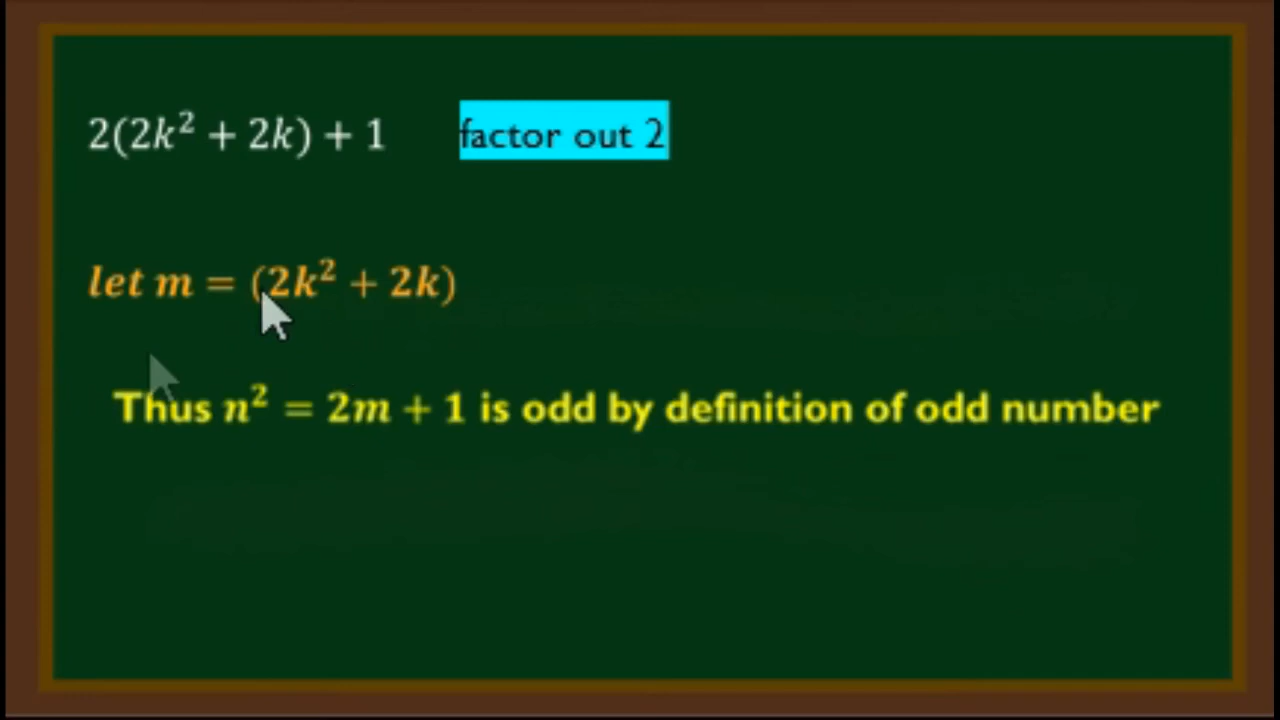 2(2k² + 2k) + 1 factor out 2
let m = (2k² + 2k)
Thus n² = 2m + 1 is odd by definition of odd number